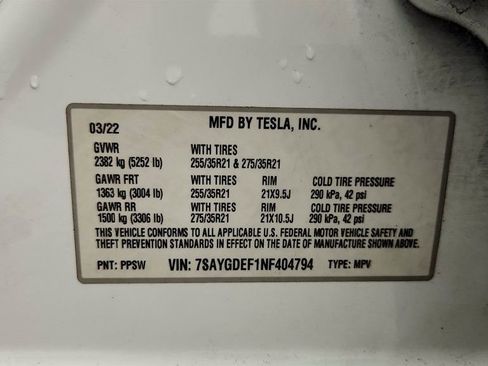 03/22 MFD BY TESLA, INC.
GVWR WITH TIRES
2382 kg (5252 lb) 255/35R21 & 275/35R21
GAWR FRT WITH TIRES RIM COLD TIRE PRESSURE
1363 kg (3004 lb) 255/35R21 21X9.5J 290 kPa, 42 psi
GAWR RR WITH TIRES RIM COLD TIRE PRESSURE
1500 kg (3306 lb) 275/35R21 21X10.5J 290 kPa, 42 psi
THIS VEHICLE CONFORMS TO ALL APPLICABLE U.S. FEDERAL MOTOR VEHICLE SAFETY AND
THEFT PREVENTION STANDARDS IN EFFECT ON THE DATE OF MANUFACTURE SHOWN ABOVE.
PNT: PPSW VIN: 7SAYGDEF1NF404794 TYPE: MPV